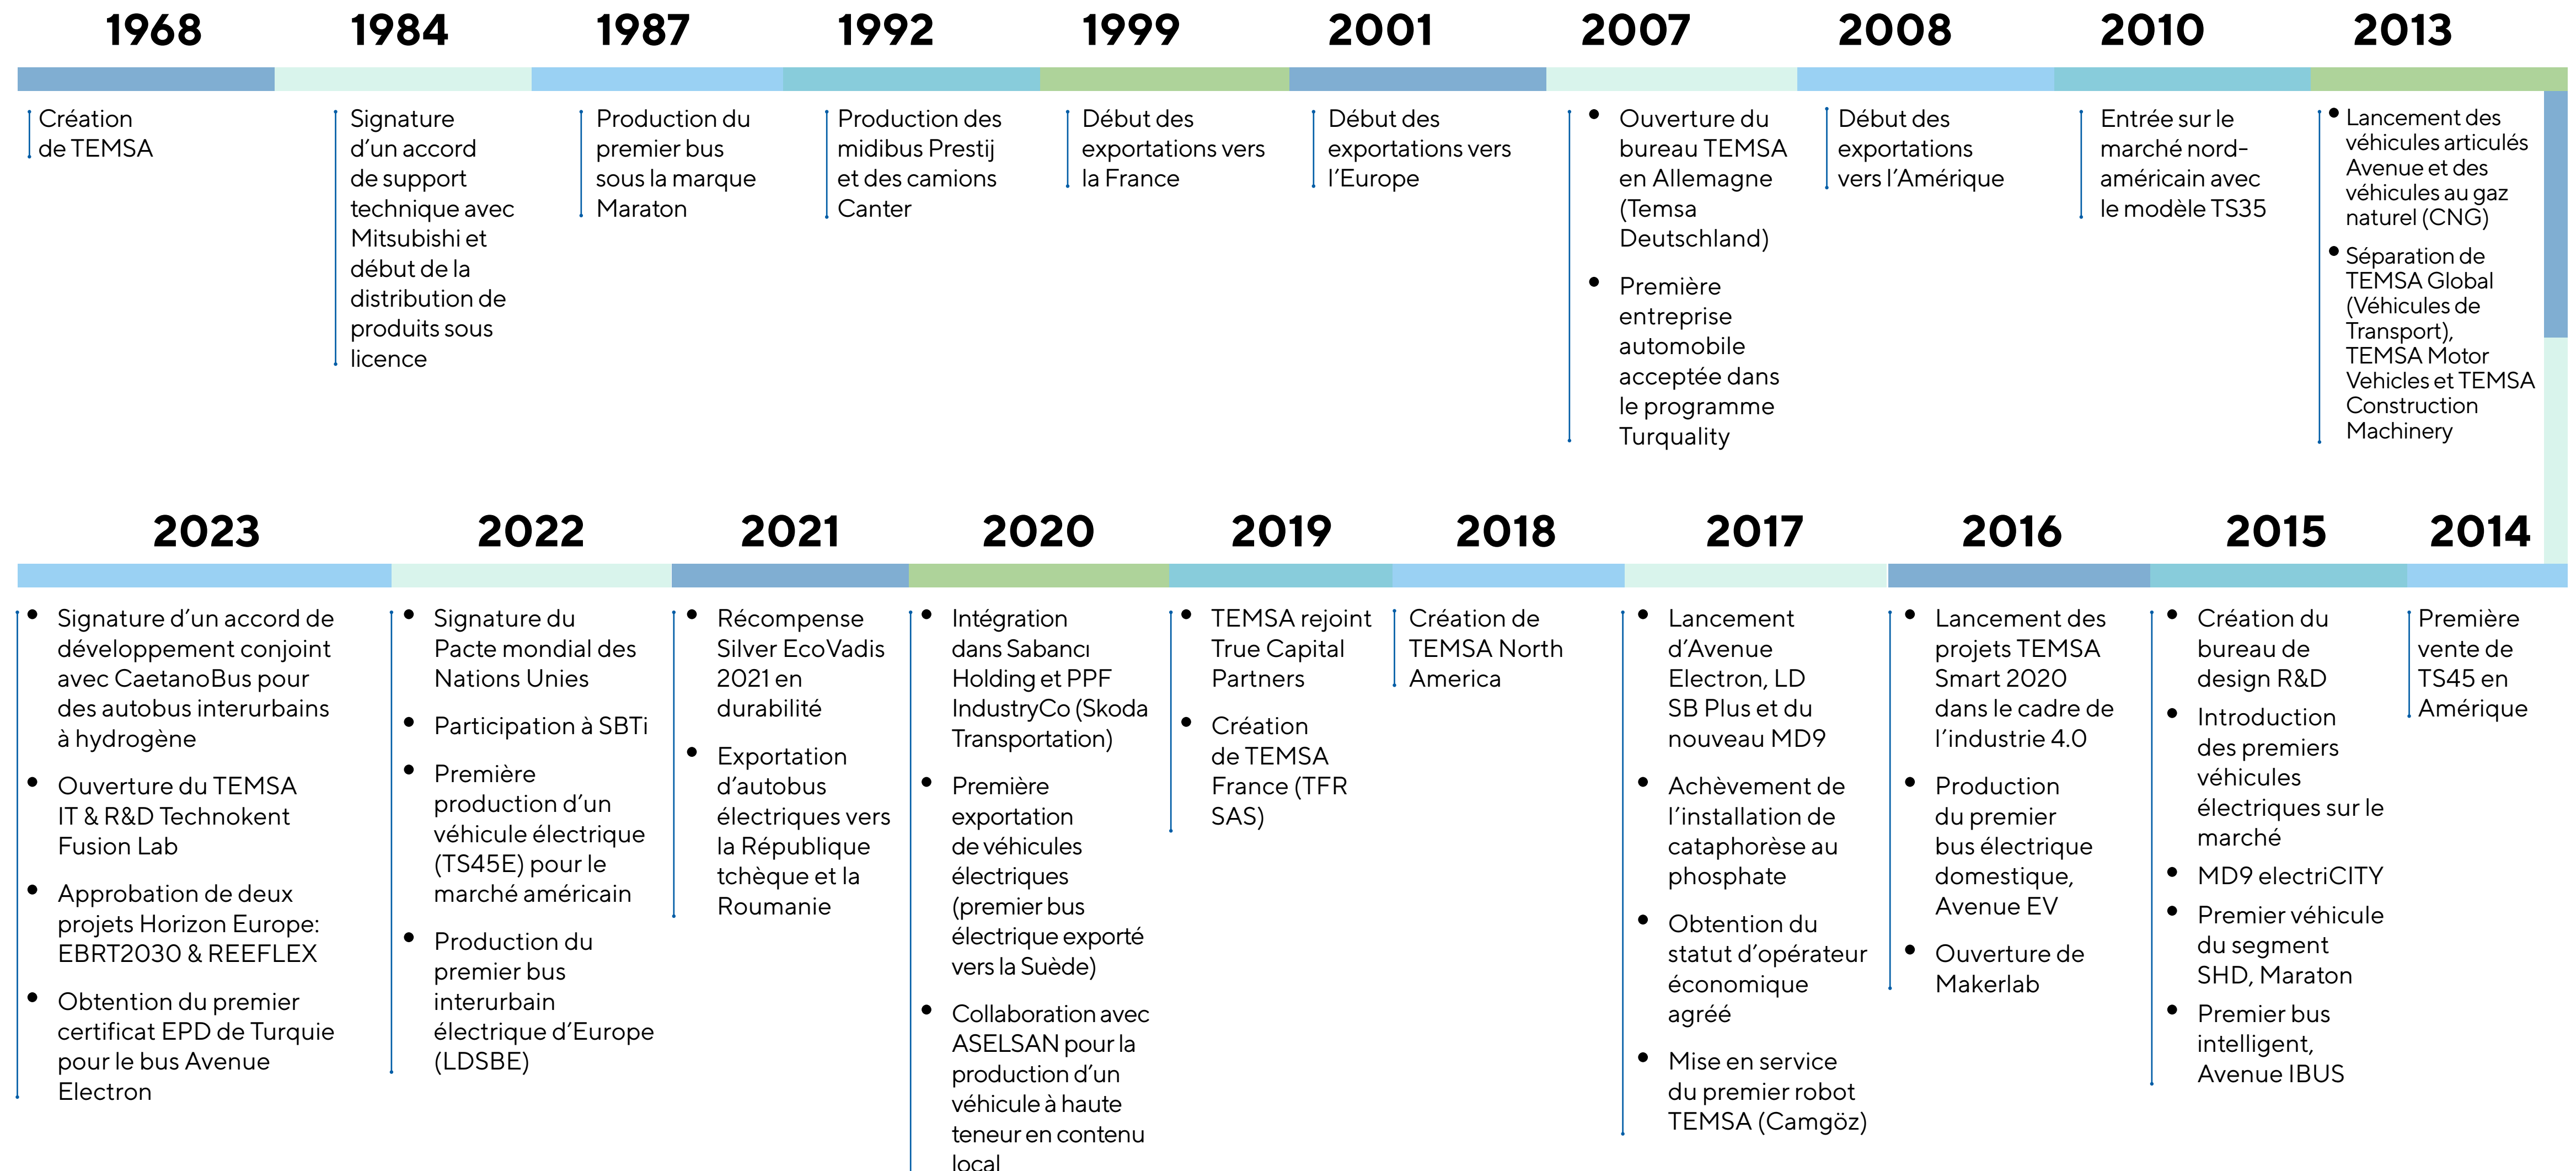 1968
Création
de TEMSA
1984
Signature
d’un accord
de support
technique avec
Mitsubishi et
début de la
distribution de
produits sous
licence
1987
Production du
premier bus
sous la marque
Maraton
1992
Production des
midibus Prestij
et des camions
Canter
1999
Début des
exportations vers
la France
2001
Début des
exportations vers
l’Europe
2007
• Ouverture du
bureau TEMSA
en Allemagne
(Temsa
Deutschland)
• Première
entreprise
automobile
acceptée dans
le programme
Turquality
2008
Début des
exportations
vers l’Amérique
2010
Entrée sur le
marché nord-
américain avec
le modèle TS35
2013
• Lancement des
véhicules articulés
Avenue et des
véhicules au gaz
naturel (CNG)
• Séparation de
TEMSA Global
(Véhicules de
Transport),
TEMSA Motor
Vehicles et TEMSA
Construction
Machinery
2023
• Signature d’un accord de
développement conjoint
avec CaetanoBus pour
des autobus interurbains
à hydrogène
• Ouverture du TEMSA
IT & R&D Technokent
Fusion Lab
• Approbation de deux
projets Horizon Europe:
EBRT2030 & REEFLEX
• Obtention du premier
certificat EPD de Turquie
pour le bus Avenue
Electron
2022
• Signature du
Pacte mondial des
Nations Unies
• Participation à SBTi
• Première
production d’un
véhicule électrique
(TS45E) pour le
marché américain
• Production du
premier bus
interurbain
électrique d’Europe
(LDSBE)
2021
• Récompense
Silver EcoVadis
2021 en
durabilité
• Exportation
d’autobus
électriques vers
la République
tchèque et la
Roumanie
2020
• Intégration
dans Sabancı
Holding et PPF
IndustryCo (Skoda
Transportation)
• Première
exportation
de véhicules
électriques
(premier bus
électrique exporté
vers la Suède)
• Collaboration avec
ASELSAN pour la
production d’un
véhicule à haute
teneur en contenu
local
2019
• TEMSA rejoint
True Capital
Partners
• Création
de TEMSA
France (TFR
SAS)
2018
Création de
TEMSA North
America
2017
• Lancement
d’Avenue
Electron, LD
SB Plus et du
nouveau MD9
• Achèvement de
l’installation de
cataphorèse au
phosphate
• Obtention du
statut d’opérateur
économique
agréé
• Mise en service
du premier robot
TEMSA (Camgöz)
2016
• Lancement des
projets TEMSA
Smart 2020
dans le cadre de
l’industrie 4.0
• Production
du premier
bus électrique
domestique,
Avenue EV
• Ouverture de
Makerlab
2015
• Création du
bureau de
design R&D
• Introduction
des premiers
véhicules
électriques sur le
marché
• MD9 electriCITY
• Premier véhicule
du segment
SHD, Maraton
• Premier bus
intelligent,
Avenue IBUS
2014
Première
vente de
TS45 en
Amérique